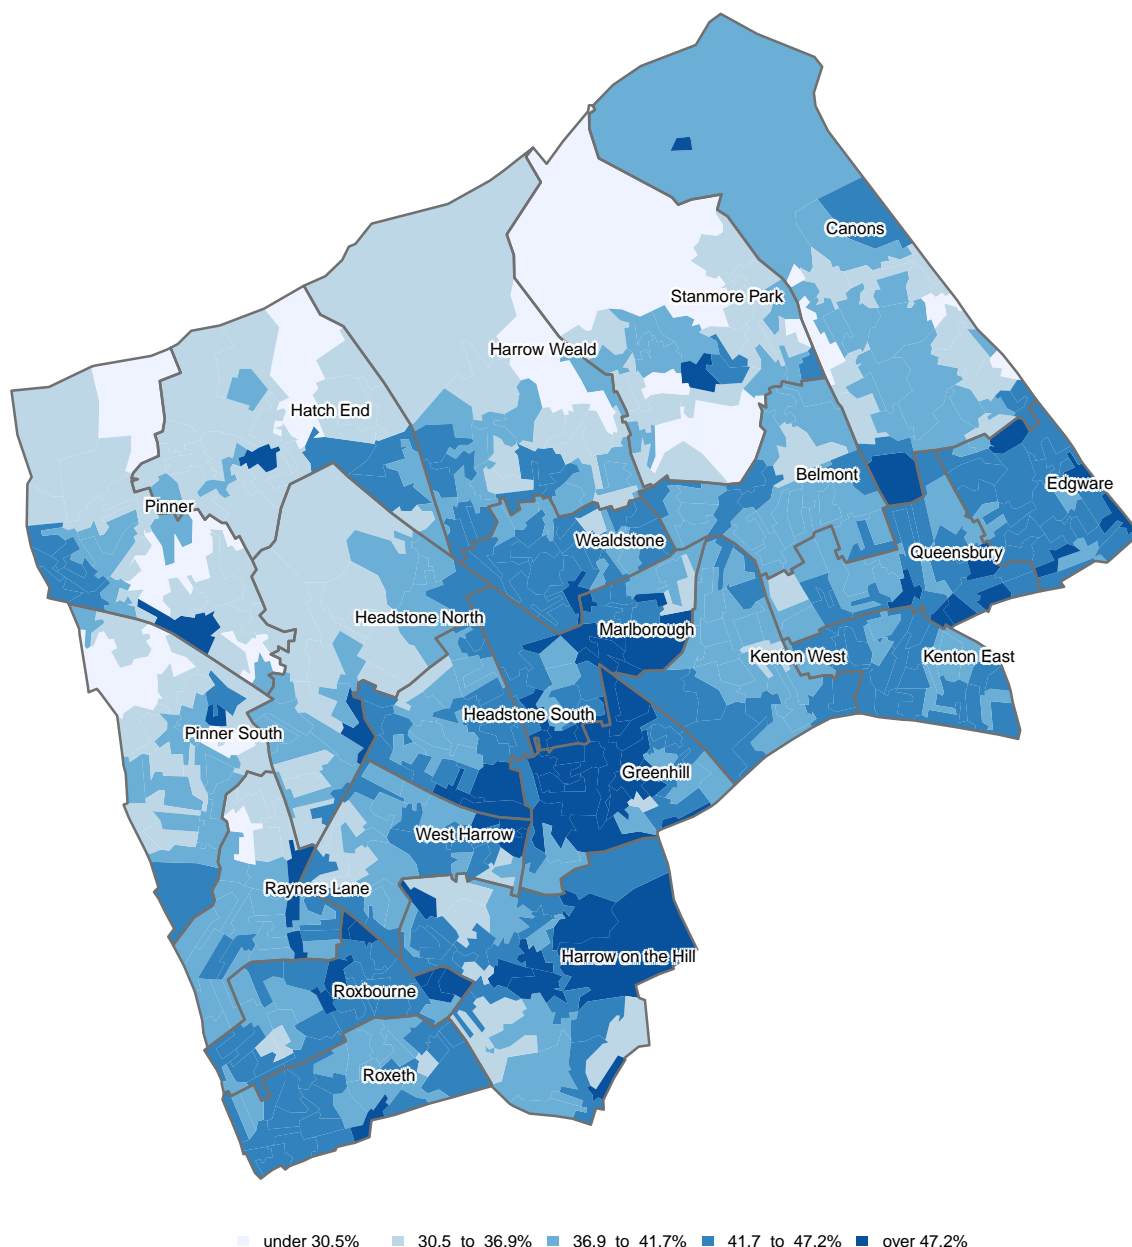 Canons
Stanmore Park
Harrow Weald
Hatch End
Belmont
Edgware
Pinner
Wealdstone
Queensbury
Headstone North
Marlborough
Kenton West
Kenton East
Headstone South
Pinner South
Greenhill
West Harrow
Rayners Lane
Harrow on the Hill
Roxbourne
Roxeth
under 30.5% 30.5 to 36.9% 36.9 to 41.7% 41.7 to 47.2% over 47.2%